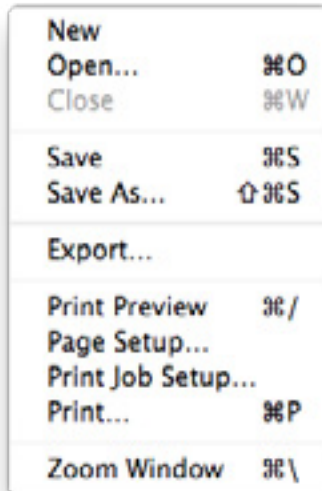 New
Open... ⌘O
Close ⌘W
Save ⌘S
Save As... ⇧⌘S
Export...
Print Preview ⌘/
Page Setup...
Print Job Setup...
Print... ⌘P
Zoom Window ⌘\